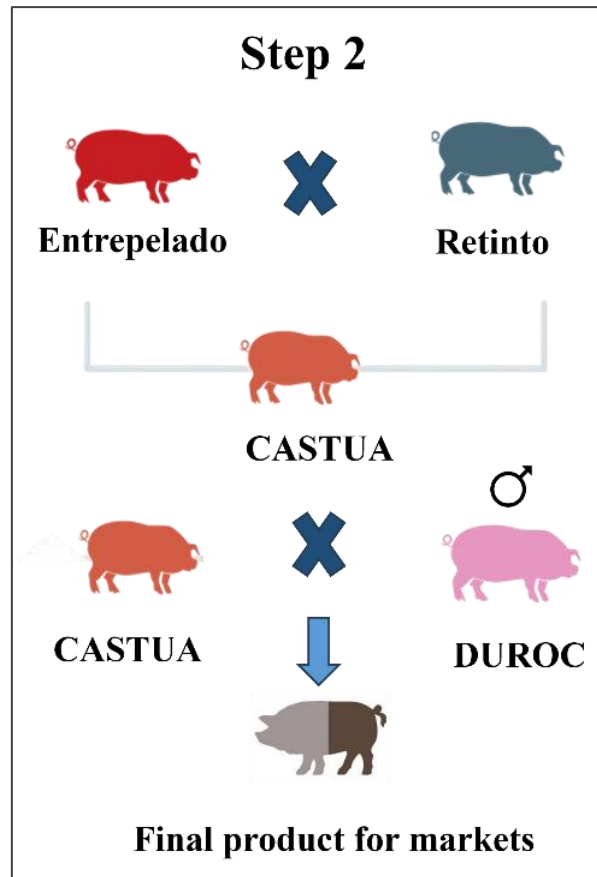 Step 2
Entrepelado Retinto
CASTUA
CASTUA DUROC
Final product for markets